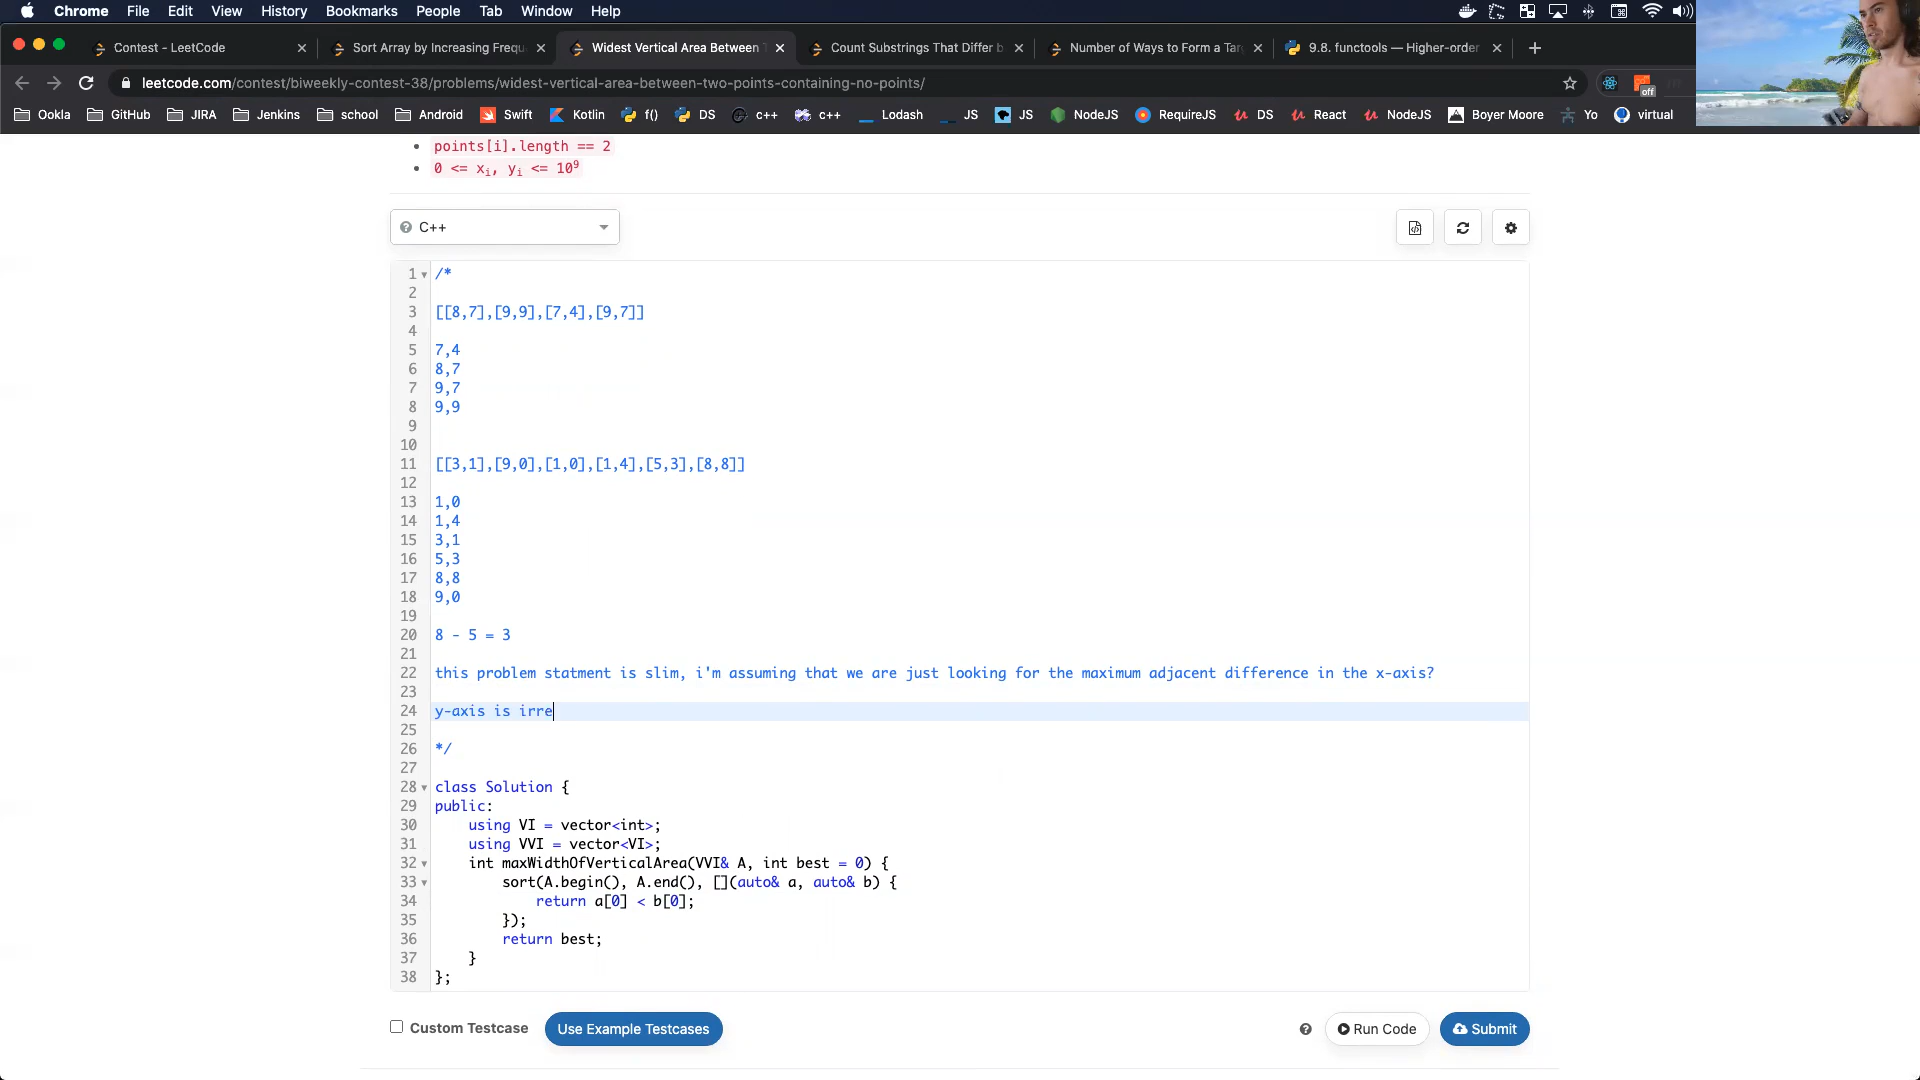 Chrome File Edit View History Bookmarks People Tab Window Help
Contest - LeetCode
Sort Array by Increasing Frequ
Widest Vertical Area Between T
Count Substrings That Differ b
Number of Ways to Form a Tar
9.8. functools — Higher-order
leetcode.com/contest/biweekly-contest-38/problems/widest-vertical-area-between-two-points-containing-no-points/
off
Ookla GitHub JIRA Jenkins school Android Swift Kotlin f() DS c++ c++ Lodash JS JS NodeJS RequireJS DS React NodeJS Boyer Moore Yo virtual
points[i].length == 2
0 <= xi, yi <= 10^9
C++
1 /*
2
3 [[8,7],[9,9],[7,4],[9,7]]
4
5 7,4
6 8,7
7 9,7
8 9,9
9
10
11 [[3,1],[9,0],[1,0],[1,4],[5,3],[8,8]]
12
13 1,0
14 1,4
15 3,1
16 5,3
17 8,8
18 9,0
19
20 8 - 5 = 3
21
22 this problem statment is slim, i'm assuming that we are just looking for the maximum adjacent difference in the x-axis?
23
24 y-axis is irre
25
26 */
27
28 class Solution {
29 public:
30 using VI = vector<int>;
31 using VVI = vector<VI>;
32 int maxWidthOfVerticalArea(VVI& A, int best = 0) {
33 sort(A.begin(), A.end(), [](auto& a, auto& b) {
34 return a[0] < b[0];
35 });
36 return best;
37 }
38 };
Custom Testcase
Use Example Testcases
Run Code
Submit